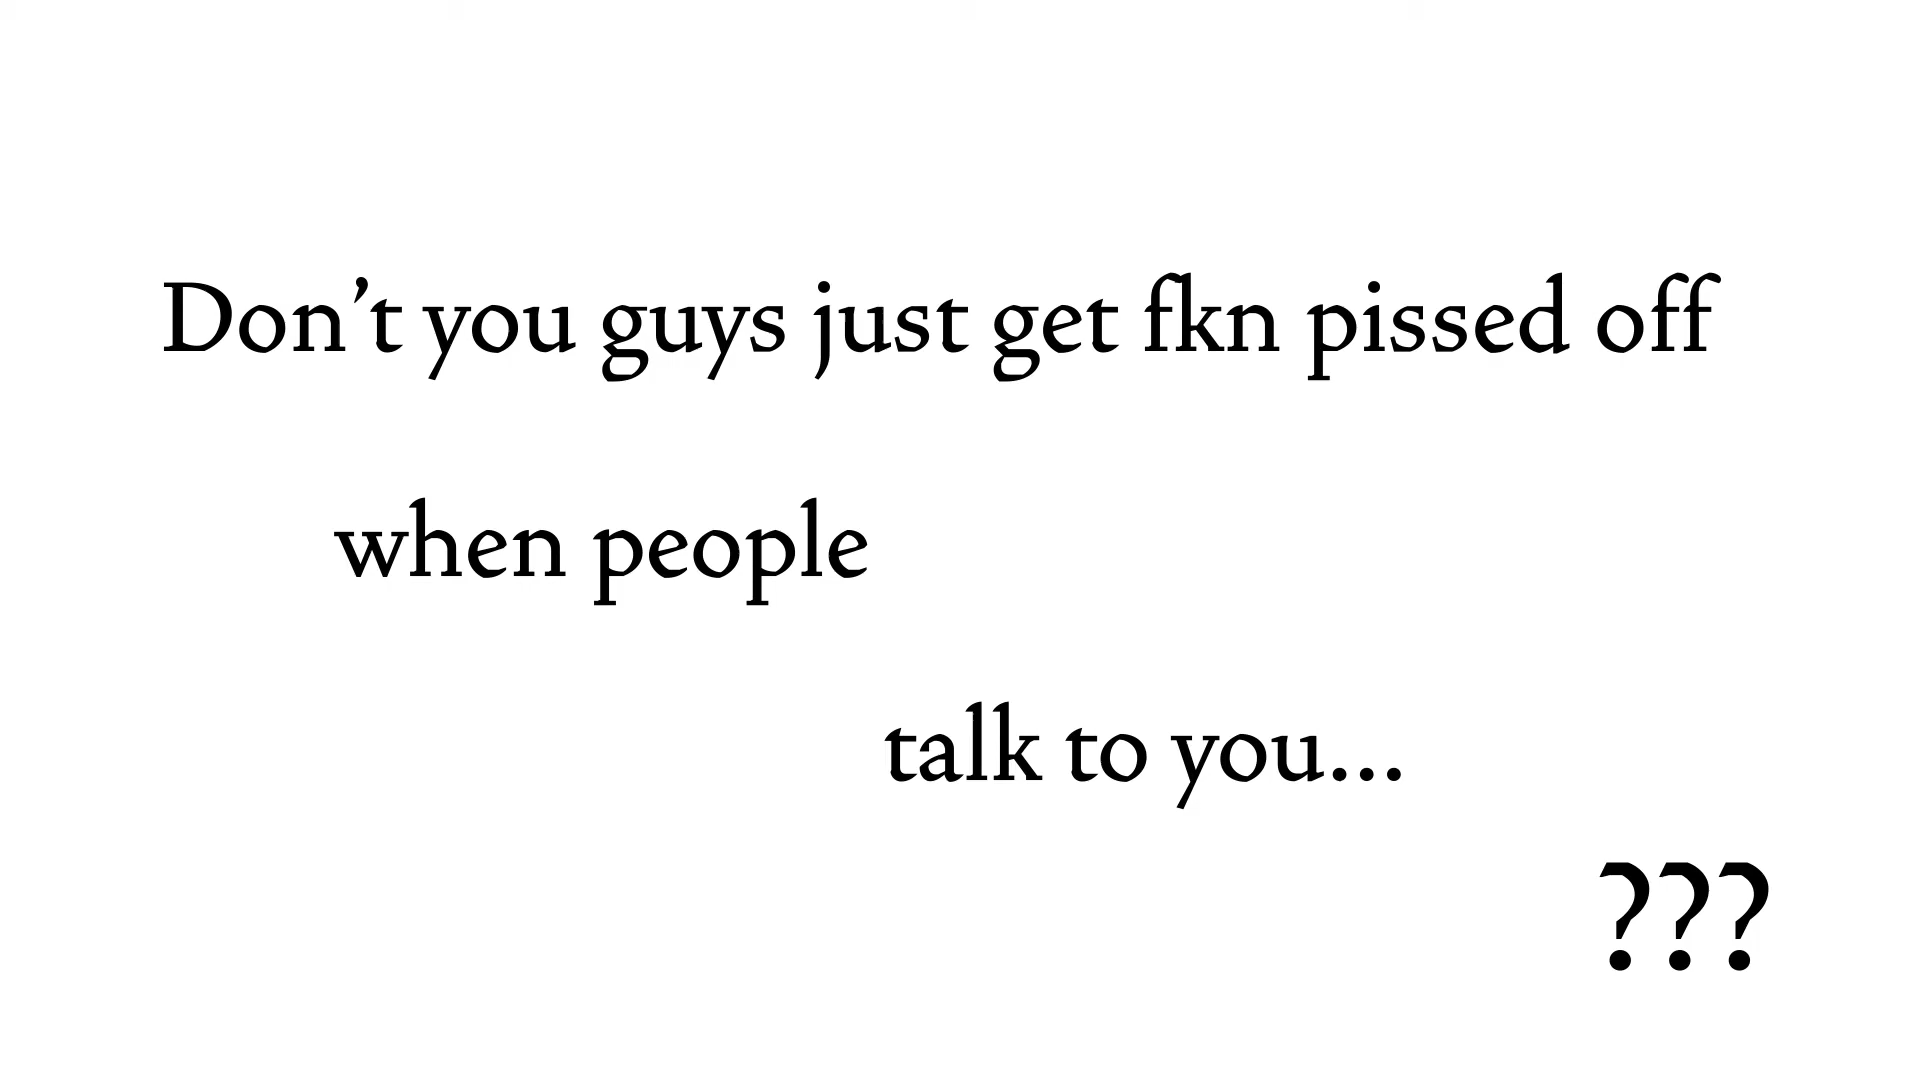 Don’t you guys just get fkn pissed off
when people
talk to you...
???